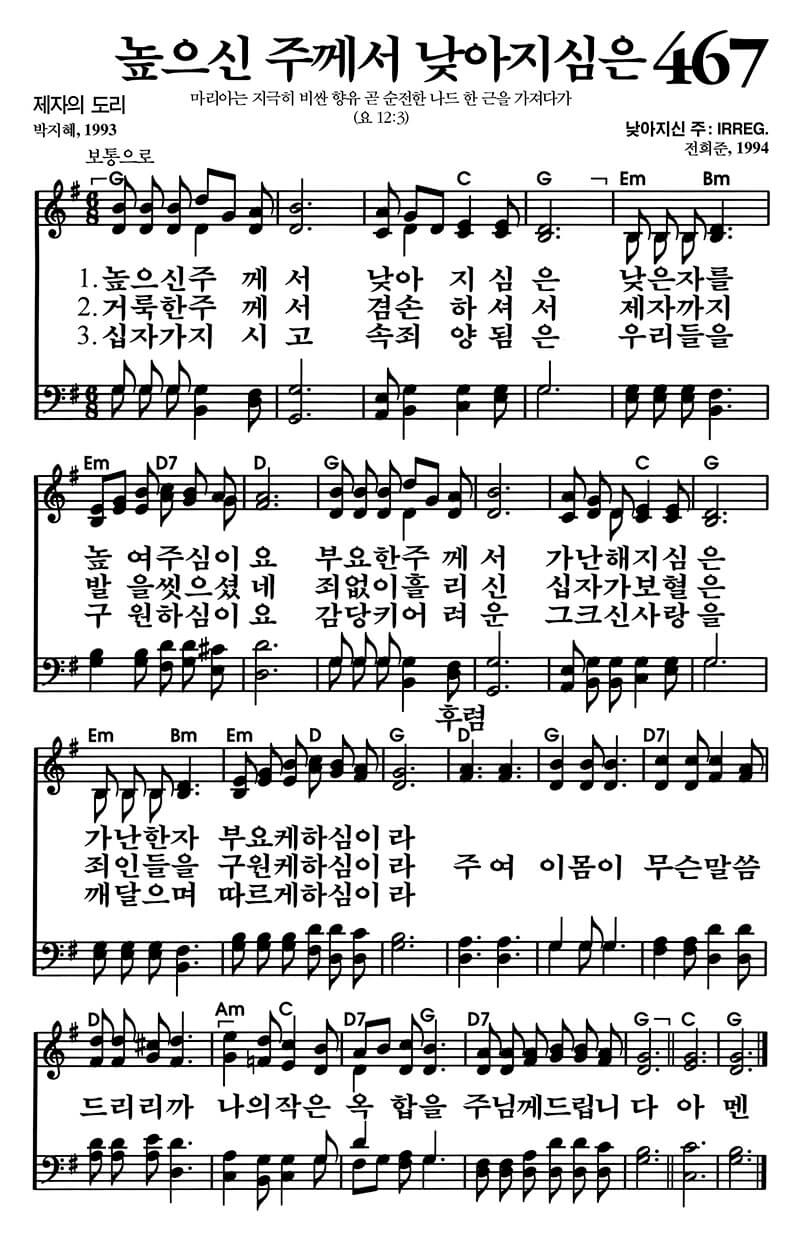 높으신 주께서 낮아지심은 467
마리아는 지극히 비싼 향유 곧 순전한 나드 한 근을 가져다가
(요 12:3)
제자의 도리
박지혜, 1993
낮아지신 주: IRREG.
전희준, 1994
보통으로
G C G Em Bm
1. 높으신주 께 서 낮아 지 심 은 낮은자를
2. 거룩한주 께 서 겸손 하 셔 서 제자까지
3. 십자가지 시 고 속죄 양 됨 은 우리들을
Em D7 D G C G
높 여주심이 요 부요한주 께 서 가난해지심 은
발 을씻으셨 네 죄없이흘 리 신 십자가보혈 은
구 원하심이 요 감당키어 려 운 그크신사랑 을
후렴
Em Bm Em D G D G D7
가난한자 부요케하심이 라
죄인들을 구원케하심이 라 주 여 이 몸 이 무슨말씀
깨달으며 따르게하심이 라
D Am C D7 G D7 G C G
드리리까 나의작은 옥 합을 주님께드립니 다 아 멘